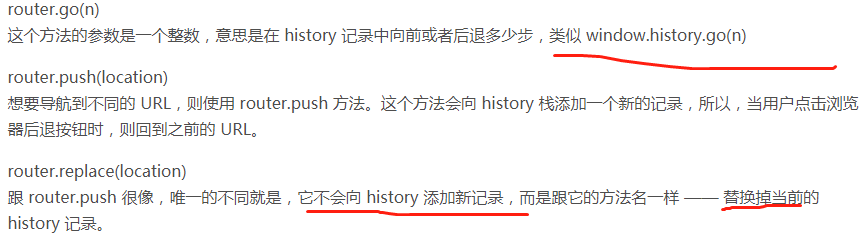 router.go(n)
这个方法的参数是一个整数，意思是在 history 记录中向前或者后退多少步，类似 window.history.go(n)
router.push(location)
想要导航到不同的 URL，则使用 router.push 方法。这个方法会向 history 栈添加一个新的记录，所以，当用户点击浏览
器后退按钮时，则回到之前的 URL。
router.replace(location)
跟 router.push 很像，唯一的不同就是，它不会向 history 添加新记录，而是跟它的方法名一样 —— 替换掉当前的
history 记录。